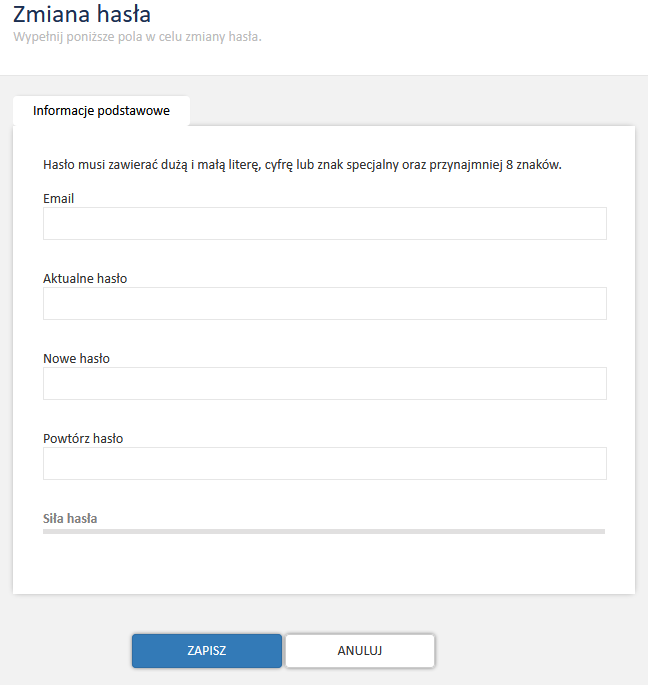 Zmiana hasła
Wypełnij poniższe pola w celu zmiany hasła.
Informacje podstawowe
Hasło musi zawierać dużą i małą literę, cyfrę lub znak specjalny oraz przynajmniej 8 znaków.
Email
Aktualne hasło
Nowe hasło
Powtórz hasło
Siła hasła
ZAPISZ
ANULUJ